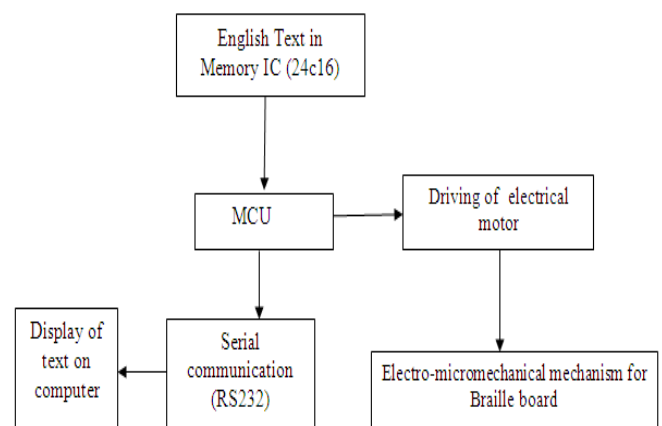 English Text in
Memory IC (24c16)
MCU
Driving of electrical
motor
Display of
text on
computer
Serial
communication
(RS232)
Electro-micromechanical mechanism for
Braille board